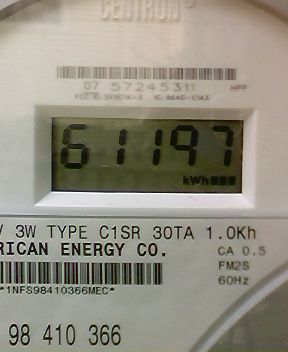 CENTRON
07 57245311
HPP
61197
kWh
V 3W TYPE C1SR 30TA 1.0Kh
RICAN ENERGY CO.
CA 0.5
FM2S
60Hz
*1NFS98410366MEC*
98 410 366